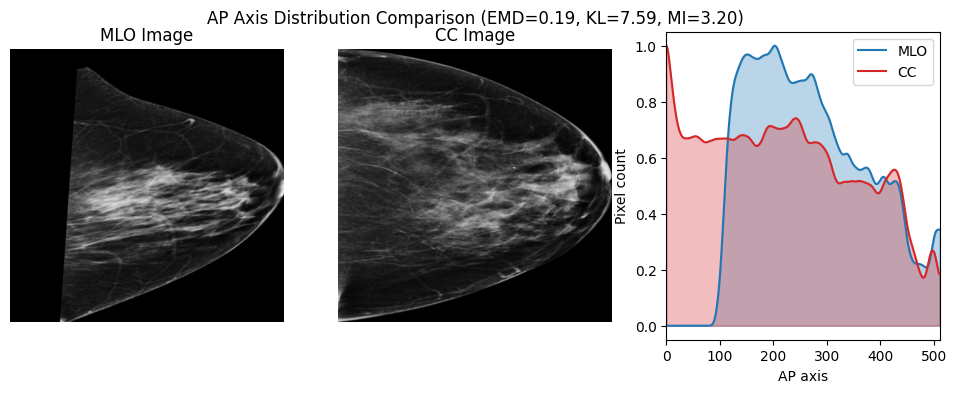 AP Axis Distribution Comparison (EMD=0.19, KL=7.59, MI=3.20)
MLO Image
CC Image
MLO
CC
Pixel count
1.0
0.8
0.6
0.4
0.2
0.0
0 100 200 300 400 500
AP axis